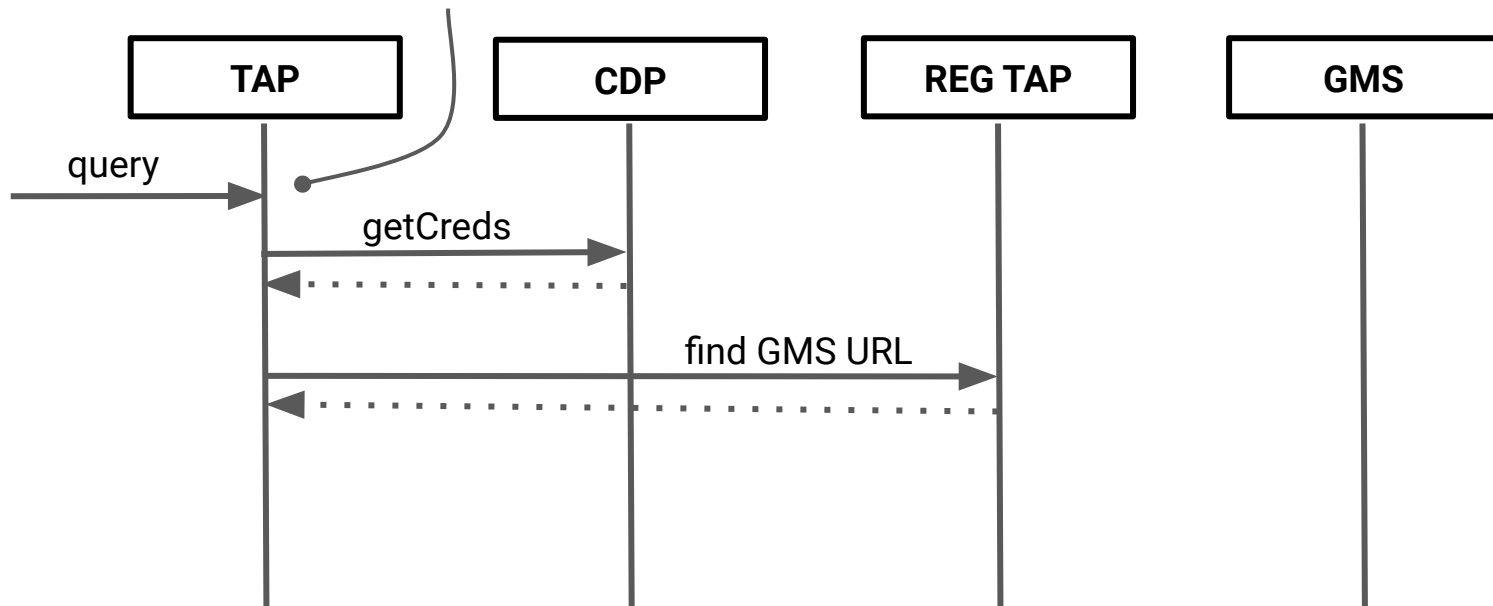 TAP
CDP
REG TAP
GMS
query
getCreds
find GMS URL